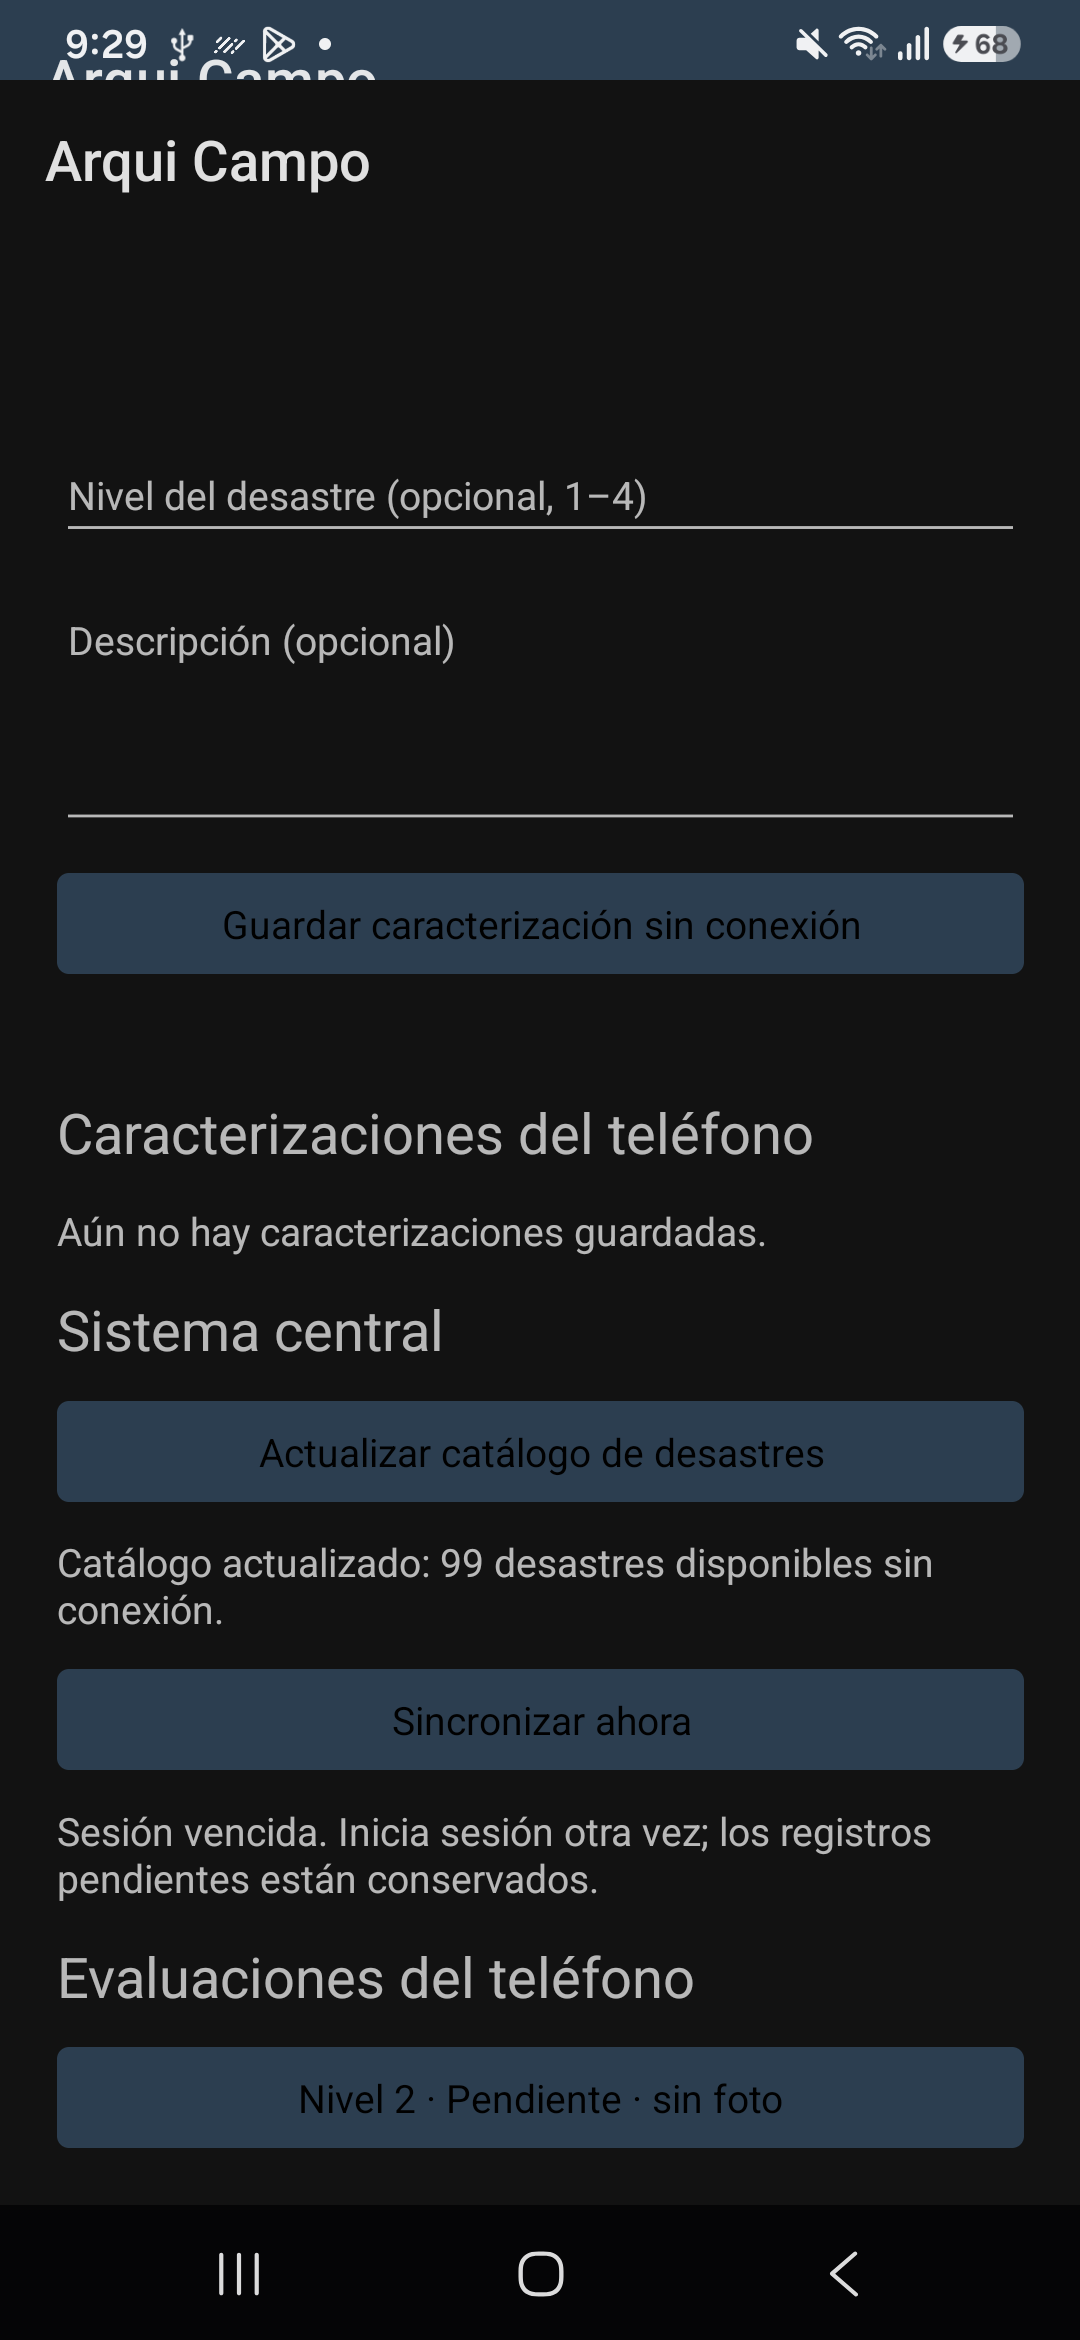 9:29
68
Arqui Campo
Arqui Campo
Nivel del desastre (opcional, 1–4)
Descripción (opcional)
Guardar caracterización sin conexión
Caracterizaciones del teléfono
Aún no hay caracterizaciones guardadas.
Sistema central
Actualizar catálogo de desastres
Catálogo actualizado: 99 desastres disponibles sin
conexión.
Sincronizar ahora
Sesión vencida. Inicia sesión otra vez; los registros
pendientes están conservados.
Evaluaciones del teléfono
Nivel 2 · Pendiente · sin foto